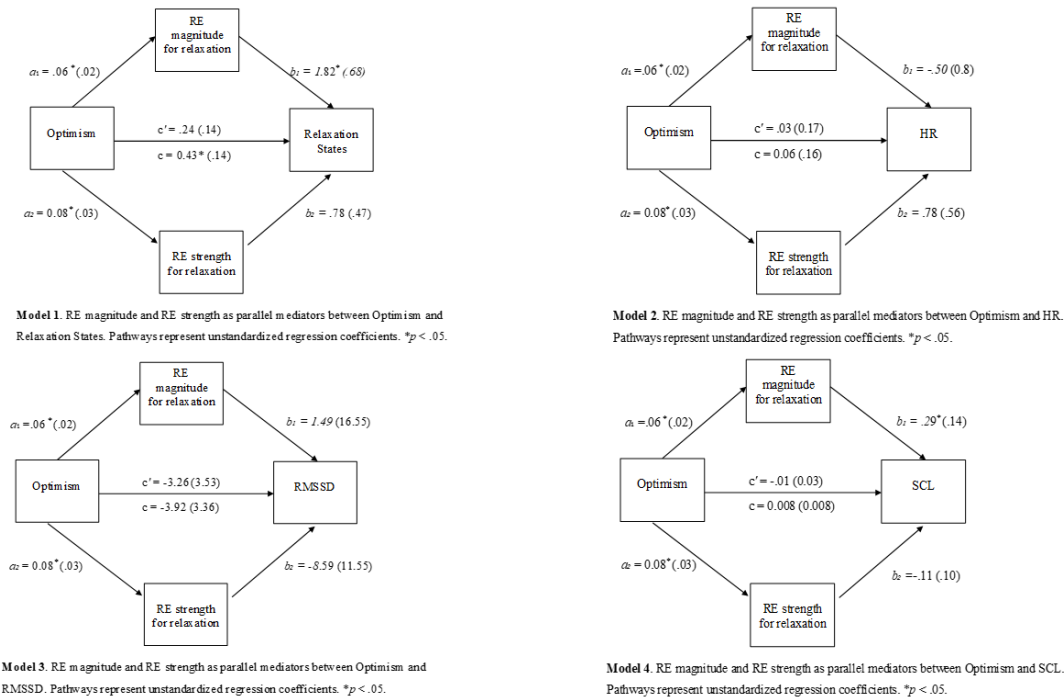 RE
magnitude
for relaxation
a₁ = .06*(.02)
b₁ = 1.82* (.68)
Optimism
c' = .24 (.14)
c = 0.43* (.14)
Relaxation
States
a₂ = 0.08*(.03)
b₂ = .78 (.47)
RE strength
for relaxation
Model 1. RE magnitude and RE strength as parallel mediators between Optimism and
Relaxation States. Pathways represent unstandardized regression coefficients. *p < .05.
RE
magnitude
for relaxation
a₁ =.06*(.02)
b₁ = -.50 (0.8)
Optimism
c' = .03 (0.17)
c = 0.06 (.16)
HR
a₂ = 0.08*(.03)
b₂ = .78 (.56)
RE strength
for relaxation
Model 2. RE magnitude and RE strength as parallel mediators between Optimism and HR.
Pathways represent unstandardized regression coefficients. *p < .05.
RE
magnitude
for relaxation
a₁ =.06*(.02)
b₁ = 1.49 (16.55)
Optimism
c' = -3.26 (3.53)
c = -3.92 (3.36)
RMSSD
a₂ = 0.08*(.03)
b₂ = -8.59 (11.55)
RE strength
for relaxation
Model 3. RE magnitude and RE strength as parallel mediators between Optimism and
RMSSD. Pathways represent unstandardized regression coefficients. *p < .05.
RE
magnitude
for relaxation
a₁ =.06*(.02)
b₁ = .29*(.14)
Optimism
c' = -.01 (0.03)
c = 0.008 (0.008)
SCL
a₂ = 0.08*(.03)
b₂ =-.11 (.10)
RE strength
for relaxation
Model 4. RE magnitude and RE strength as parallel mediators between Optimism and SCL.
Pathways represent unstandardized regression coefficients. *p < .05.